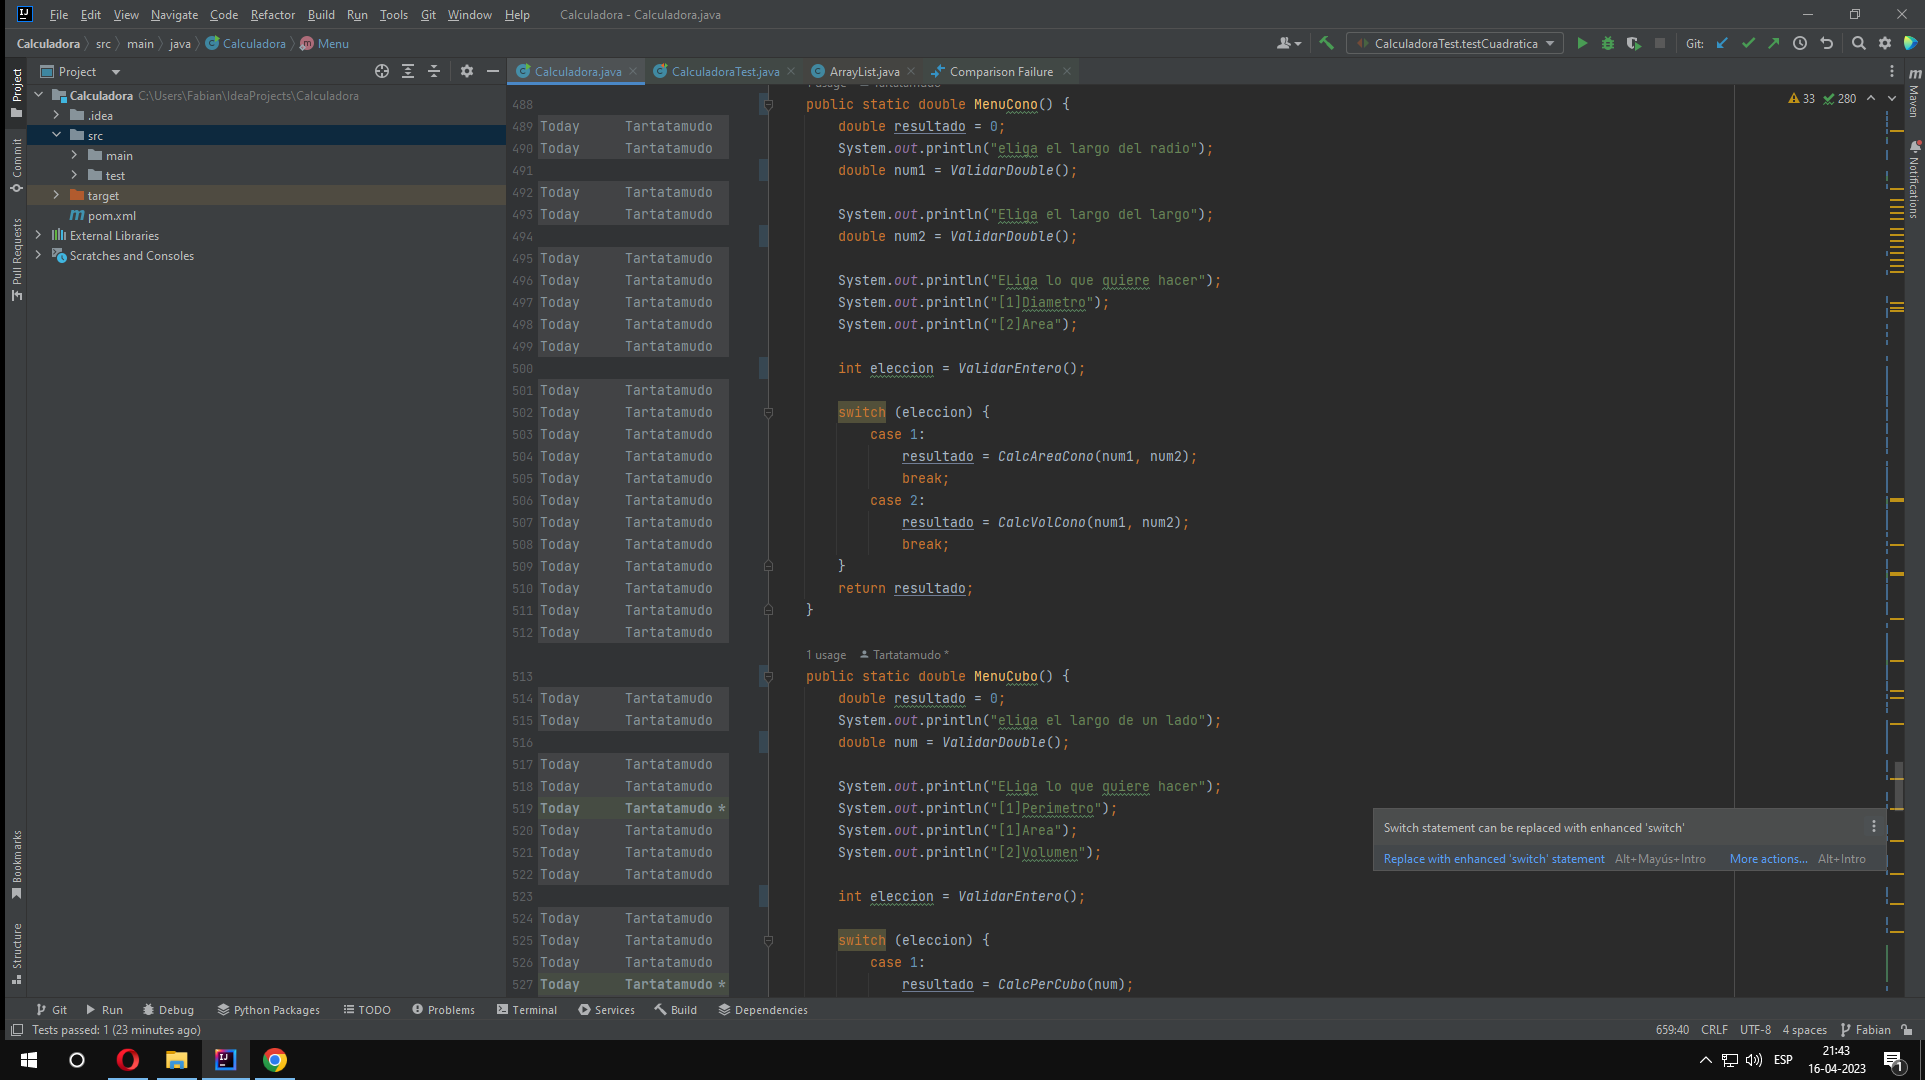 File Edit View Navigate Code Refactor Build Run Tools Git Window Help Calculadora - Calculadora.java
Calculadora src main java Calculadora Menu CalculadoraTest.testCuadratica Git:
Project Calculadora.java CalculadoraTest.java ArrayList.java Comparison Failure
Calculadora C:\Users\Fabian\IdeaProjects\Calculadora
.idea
src
main
test
target
pom.xml
External Libraries
Scratches and Consoles
Project
Commit
Pull Requests
Bookmarks
Structure
Maven
Notifications
33 280
488 public static double MenuCono() {
489 Today Tartatamudo double resultado = 0;
490 Today Tartatamudo System.out.println("eliga el largo del radio");
491 double num1 = ValidarDouble();
492 Today Tartatamudo
493 Today Tartatamudo System.out.println("Eliga el largo del largo");
494 double num2 = ValidarDouble();
495 Today Tartatamudo
496 Today Tartatamudo System.out.println("ELiga lo que quiere hacer");
497 Today Tartatamudo System.out.println("[1]Diametro");
498 Today Tartatamudo System.out.println("[2]Area");
499 Today Tartatamudo
500 int eleccion = ValidarEntero();
501 Today Tartatamudo
502 Today Tartatamudo switch (eleccion) {
503 Today Tartatamudo case 1:
504 Today Tartatamudo resultado = CalcAreaCono(num1, num2);
505 Today Tartatamudo break;
506 Today Tartatamudo case 2:
507 Today Tartatamudo resultado = CalcVolCono(num1, num2);
508 Today Tartatamudo break;
509 Today Tartatamudo }
510 Today Tartatamudo return resultado;
511 Today Tartatamudo }
512 Today Tartatamudo
1 usage Tartatamudo *
513 public static double MenuCubo() {
514 Today Tartatamudo double resultado = 0;
515 Today Tartatamudo System.out.println("eliga el largo de un lado");
516 double num = ValidarDouble();
517 Today Tartatamudo
518 Today Tartatamudo System.out.println("ELiga lo que quiere hacer");
519 Today Tartatamudo * System.out.println("[1]Perimetro");
520 Today Tartatamudo System.out.println("[1]Area");
521 Today Tartatamudo System.out.println("[2]Volumen");
522 Today Tartatamudo
523 int eleccion = ValidarEntero();
524 Today Tartatamudo
525 Today Tartatamudo switch (eleccion) {
526 Today Tartatamudo case 1:
527 Today Tartatamudo * resultado = CalcPerCubo(num);
Switch statement can be replaced with enhanced 'switch'
Replace with enhanced 'switch' statement Alt+Mayús+Intro More actions... Alt+Intro
Git Run Debug Python Packages TODO Problems Terminal Services Build Dependencies
Tests passed: 1 (23 minutes ago) 659:40 CRLF UTF-8 4 spaces Fabian
ESP
21:43
16-04-2023
1